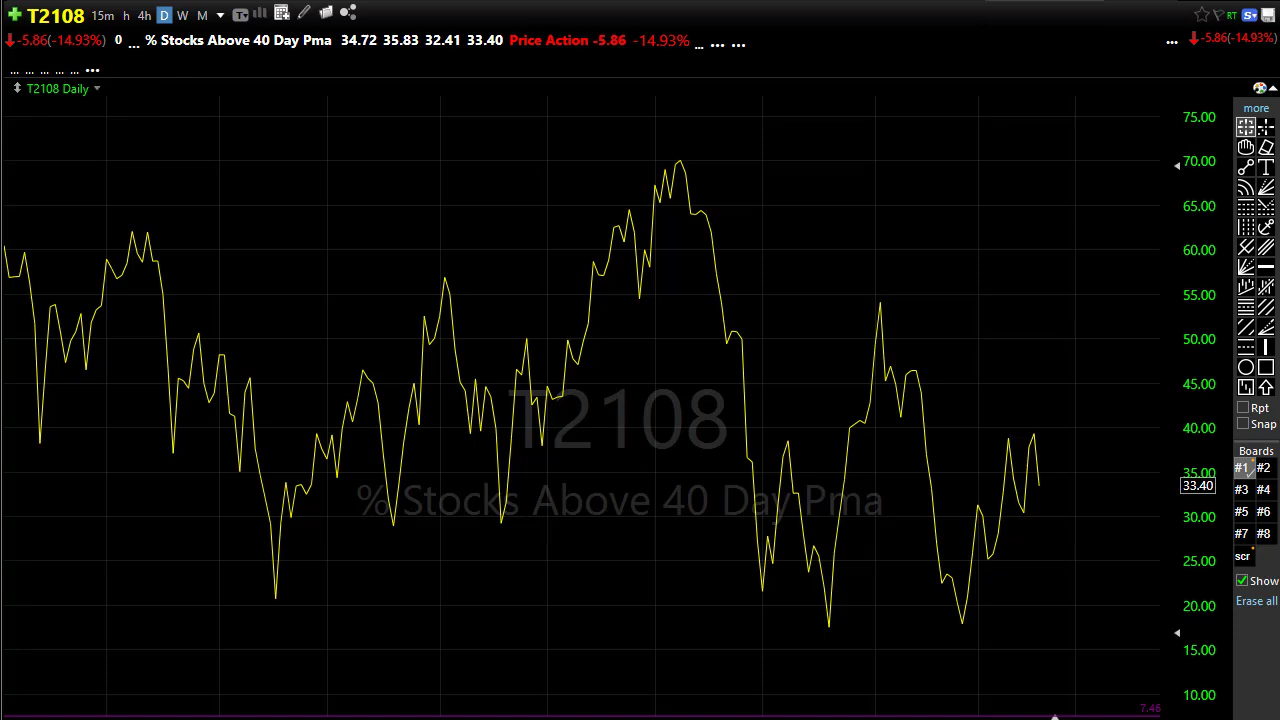 T2108 15m h 4h D W M RT S
-5.86(-14.93%) 0 ... % Stocks Above 40 Day Pma 34.72 35.83 32.41 33.40 Price Action -5.86 -14.93% ... ... ... ... -5.86(-14.93%)
... ... ... ... ... ...
T2108 Daily
more
75.00
70.00
65.00
60.00
55.00
50.00
45.00
40.00
35.00
33.40
30.00
25.00
20.00
15.00
10.00
7.46
T2108
% Stocks Above 40 Day Pma
T
Rpt
Snap
Boards
#1 #2
#3 #4
#5 #6
#7 #8
scr
Show
Erase all